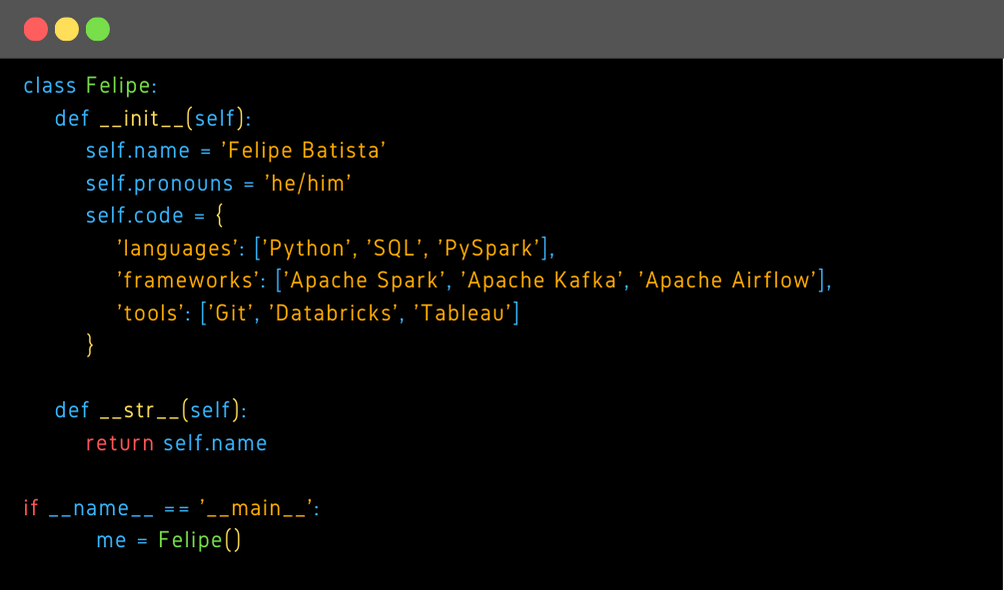 class Felipe:
    def __init__(self):
        self.name = 'Felipe Batista'
        self.pronouns = 'he/him'
        self.code = {
            'languages': ['Python', 'SQL', 'PySpark'],
            'frameworks': ['Apache Spark', 'Apache Kafka', 'Apache Airflow'],
            'tools': ['Git', 'Databricks', 'Tableau']
        }

    def __str__(self):
        return self.name

if __name__ == '__main__':
         me = Felipe()